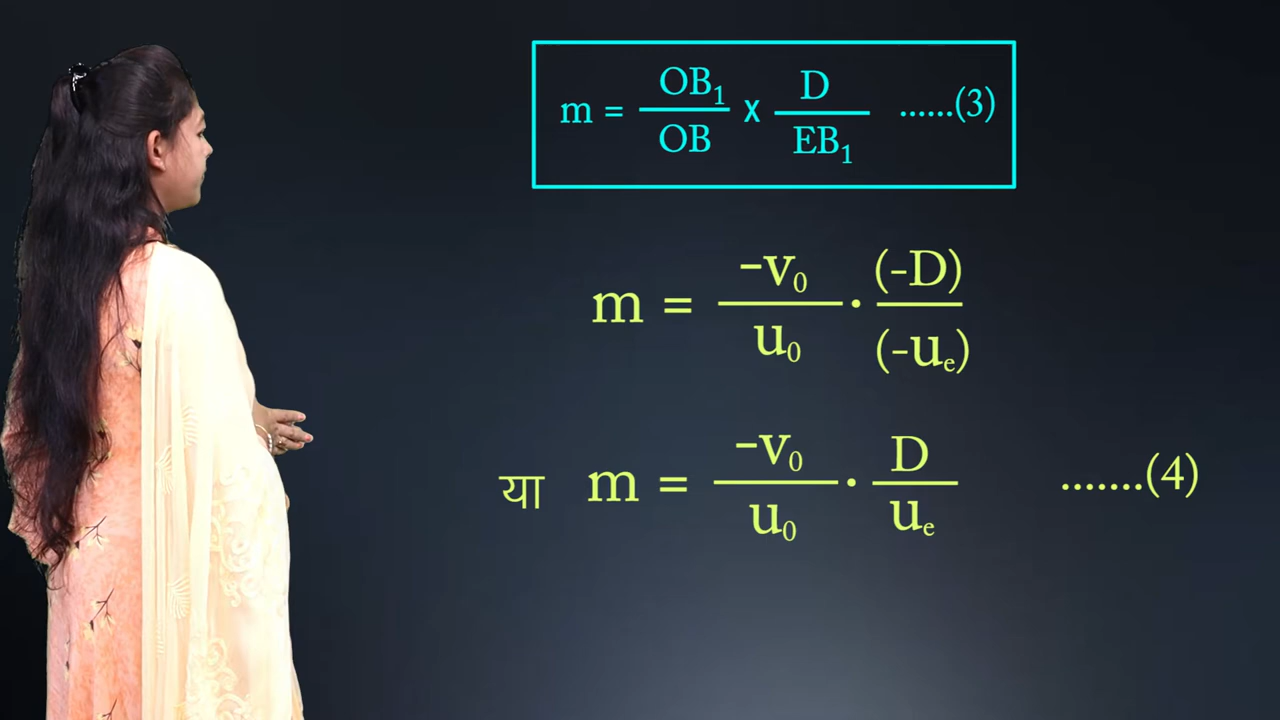 m = OB₁/OB x D/EB₁ ......(3)
m = –v₀/u₀ · (-D)/(-uₑ)
या m = –v₀/u₀ · D/uₑ .......(4)